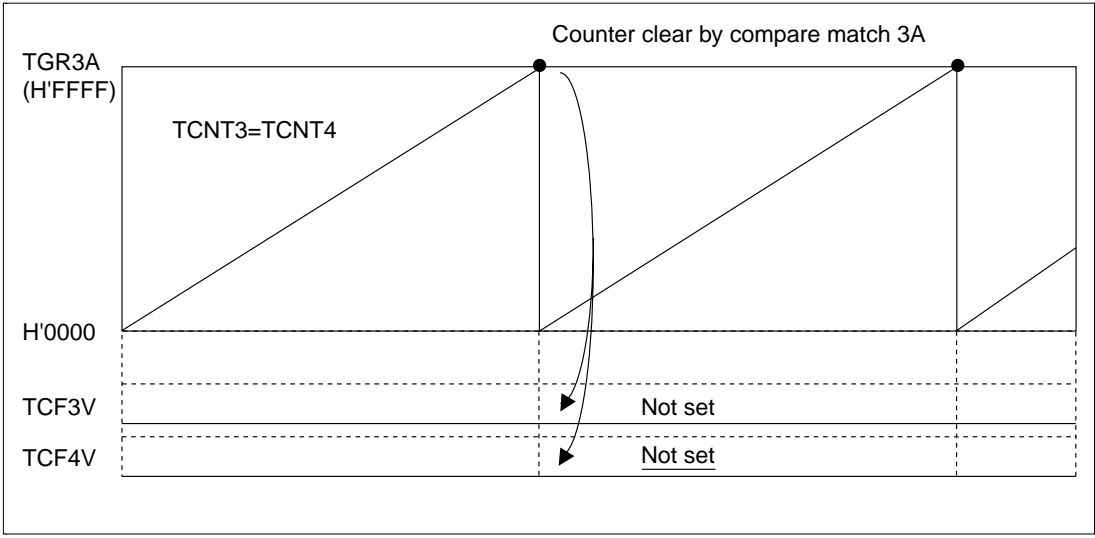 Counter clear by compare match 3A
TGR3A
(H'FFFF)
TCNT3=TCNT4
H'0000
TCF3V
Not set
TCF4V
Not set